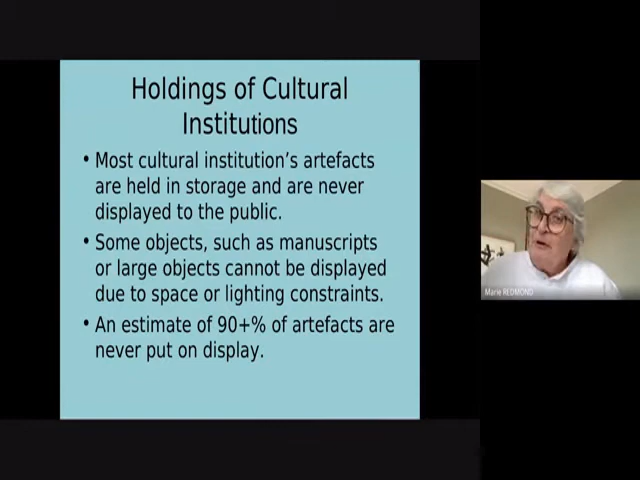 Holdings of Cultural
Institutions
• Most cultural institution's artefacts
are held in storage and are never
displayed to the public.
• Some objects, such as manuscripts
or large objects cannot be displayed
due to space or lighting constraints.
• An estimate of 90+% of artefacts are
never put on display.
Marie REDMOND